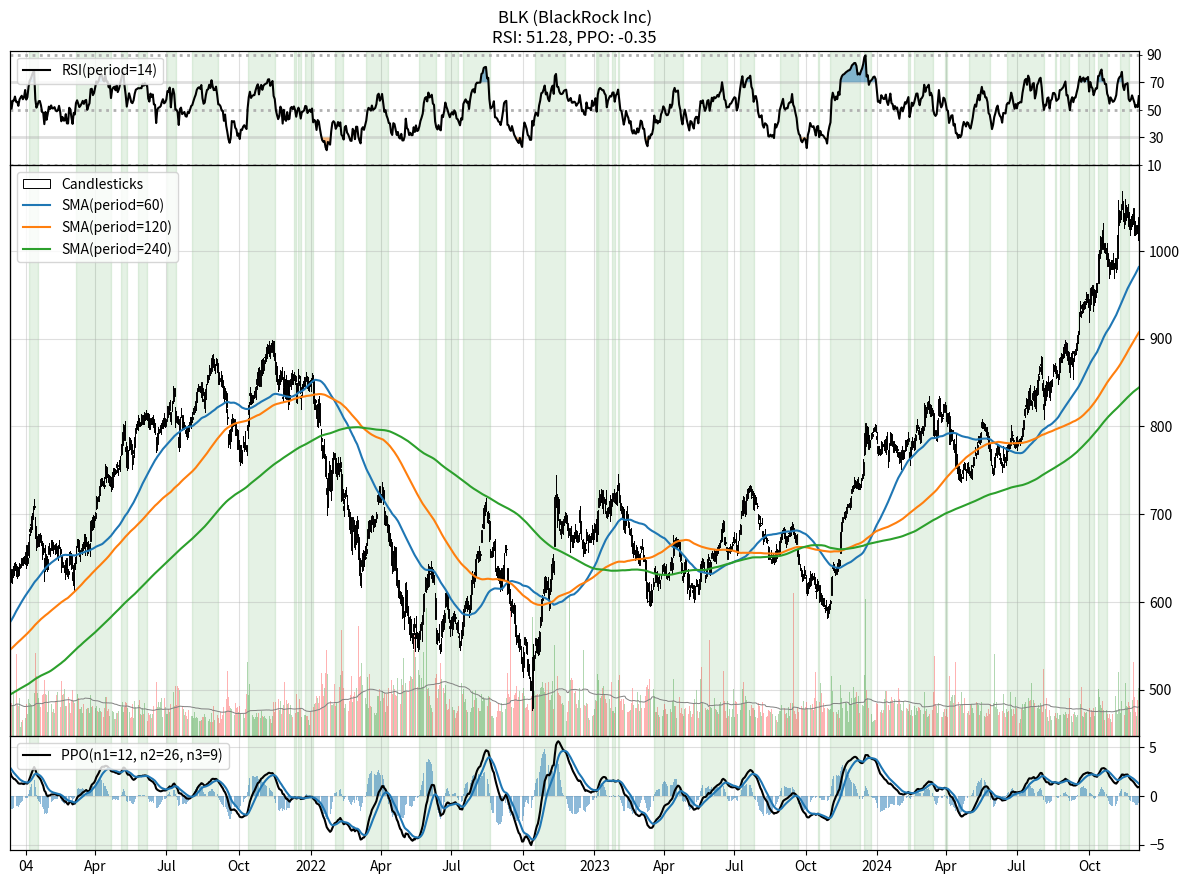 BLK (BlackRock Inc)
RSI: 51.28, PPO: -0.35
RSI(period=14)
90
70
50
30
10
Candlesticks
SMA(period=60)
SMA(period=120)
SMA(period=240)
1000
900
800
700
600
500
PPO(n1=12, n2=26, n3=9)
5
0
−5
04 Apr Jul Oct 2022 Apr Jul Oct 2023 Apr Jul Oct 2024 Apr Jul Oct